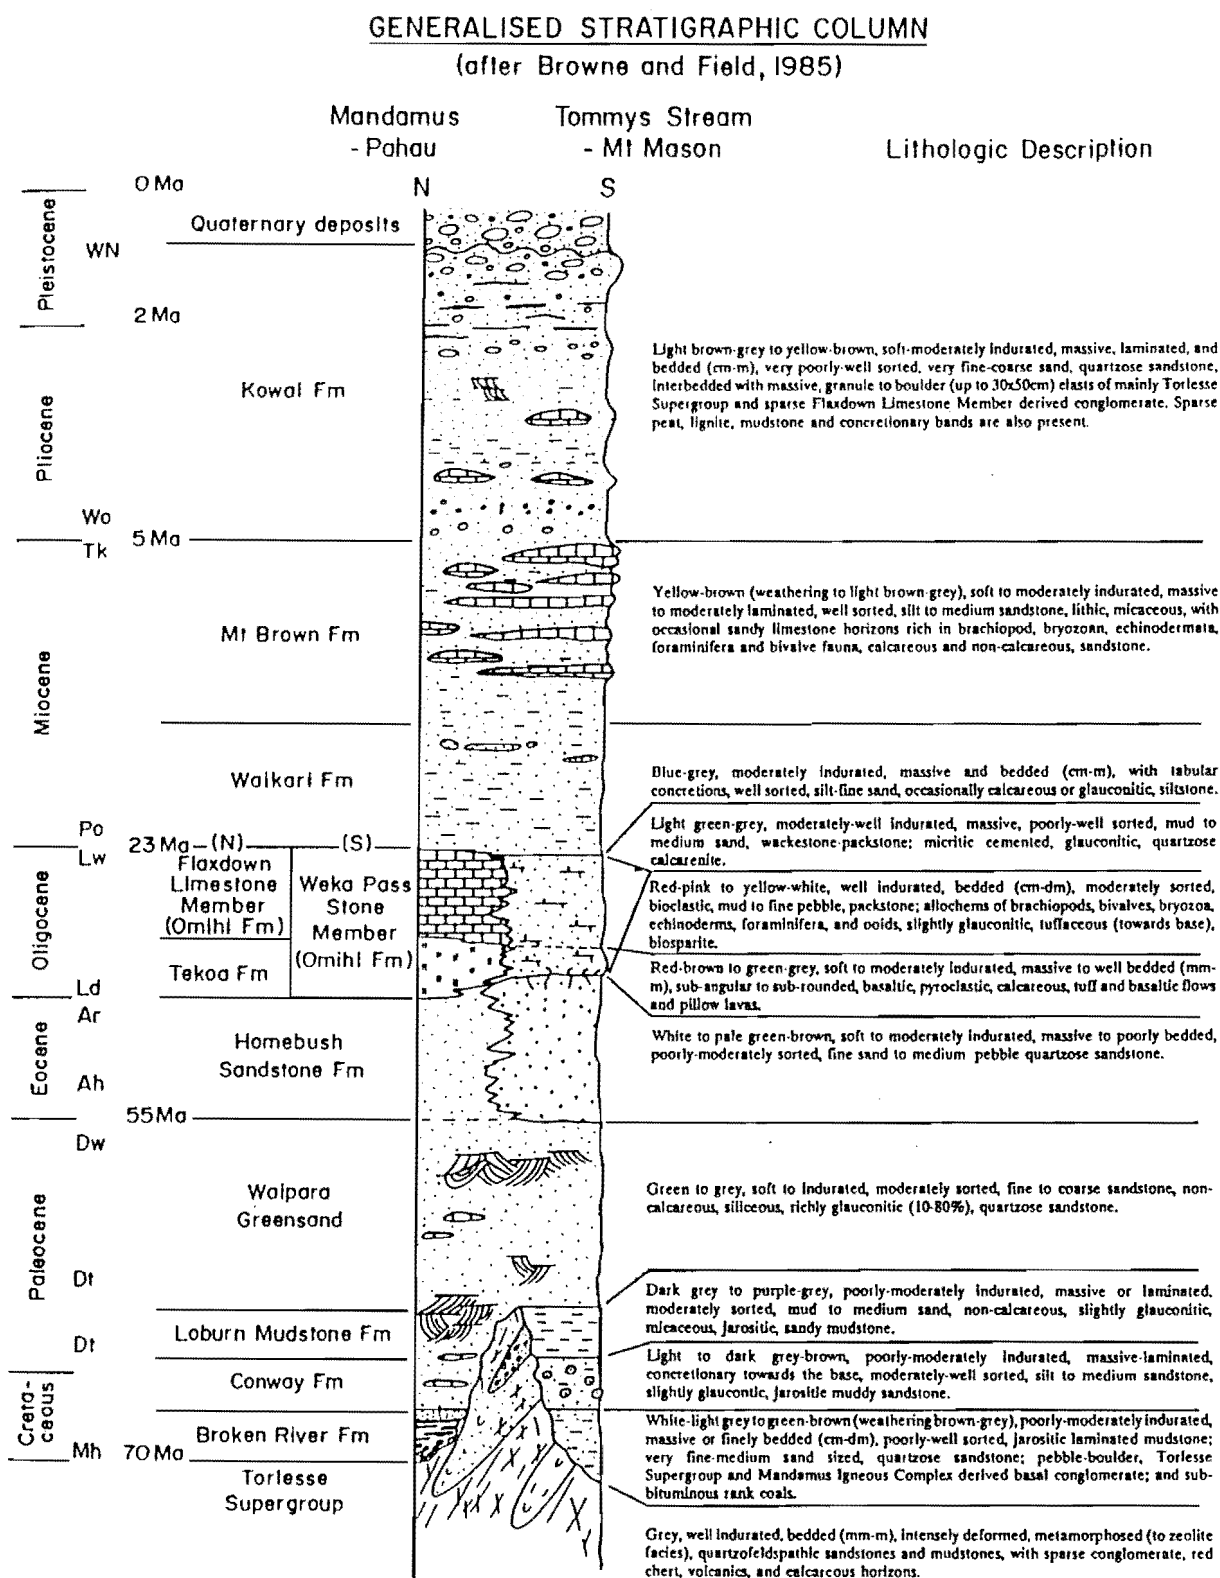 GENERALISED STRATIGRAPHIC COLUMN
(after Browne and Field, 1985)
Mandamus
- Pahau
Tommys Stream
- Mt Mason
Lithologic Description
N
S
0 Ma
Quaternary deposits
WN
Pleistocene
2 Ma
Kowai Fm
Pliocene
Wo
5 Ma
Tk
Mt Brown Fm
Miocene
Waikari Fm
Po
23 Ma
(N)
(S)
Lw
Flaxdown
Limestone
Member
(Omihi Fm)
Weka Pass
Stone
Member
(Omihi Fm)
Oligocene
Tekoa Fm
Ld
Ar
Homebush
Sandstone Fm
Eocene
Ah
55 Ma
Dw
Waipara
Greensand
Paleocene
Dt
Loburn Mudstone Fm
Dt
Conway Fm
Creta-
ceous
Broken River Fm
Mh
70 Ma
Torlesse
Supergroup
Light brown-grey to yellow-brown, soft-moderately indurated, massive, laminated, and
bedded (cm-m), very poorly-well sorted, very fine-coarse sand, quartzose sandstone,
interbedded with massive, granule to boulder (up to 30x50cm) clasts of mainly Torlesse
Supergroup and sparse Flaxdown Limestone Member derived conglomerate. Sparse
peat, lignite, mudstone and concretionary bands are also present.
Yellow-brown (weathering to light brown-grey), soft to moderately indurated, massive
to moderately laminated, well sorted, silt to medium sandstone, lithic, micaceous, with
occasional sandy limestone horizons rich in brachiopod, bryozoan, echinodermata,
foraminifera and bivalve fauna, calcareous and non-calcareous, sandstone.
Blue-grey, moderately indurated, massive and bedded (cm-m), with tabular
concretions, well sorted, silt-fine sand, occasionally calcareous or glauconitic, siltstone.
Light green-grey, moderately-well indurated, massive, poorly-well sorted, mud to
medium sand, wackestone-packstone; micritic cemented, glauconitic, quartzose
calcarenite.
Red-pink to yellow-white, well indurated, bedded (cm-dm), moderately sorted,
bioclastic, mud to fine pebble, packstone; allochems of brachiopods, bivalves, bryozoa,
echinoderms, foraminifera, and ooids, slightly glauconitic, tuffaceous (towards base),
biosparite.
Red-brown to green-grey, soft to moderately indurated, massive to well bedded (mm-
m), sub-angular to sub-rounded, basaltic, pyroclastic, calcareous, tuff and basaltic flows
and pillow lavas.
White to pale green-brown, soft to moderately indurated, massive to poorly bedded,
poorly-moderately sorted, fine sand to medium pebble quartzose sandstone.
Green to grey, soft to indurated, moderately sorted, fine to coarse sandstone, non-
calcareous, siliceous, richly glauconitic (10-80%), quartzose sandstone.
Dark grey to purple-grey, poorly-moderately indurated, massive or laminated,
moderately sorted, mud to medium sand, non-calcareous, slightly glauconitic,
micaceous, jarositic, sandy mudstone.
Light to dark grey-brown, poorly-moderately indurated, massive-laminated,
concretionary towards the base, moderately-well sorted, silt to medium sandstone,
slightly glaucontic, jarositic muddy sandstone.
White-light grey to green-brown (weathering brown-grey), poorly-moderately indurated,
massive or finely bedded (cm-dm), poorly-well sorted, jarositic laminated mudstone;
very fine-medium sand sized, quartzose sandstone; pebble-boulder, Torlesse
Supergroup and Mandamus Igneous Complex derived basal conglomerate; and sub-
bituminous rank coals.
Grey, well indurated, bedded (mm-m), intensely deformed, metamorphosed (to zeolite
facies), quartzofeldspathic sandstones and mudstones, with sparse conglomerate, red
chert, volcanics, and calcareous horizons.